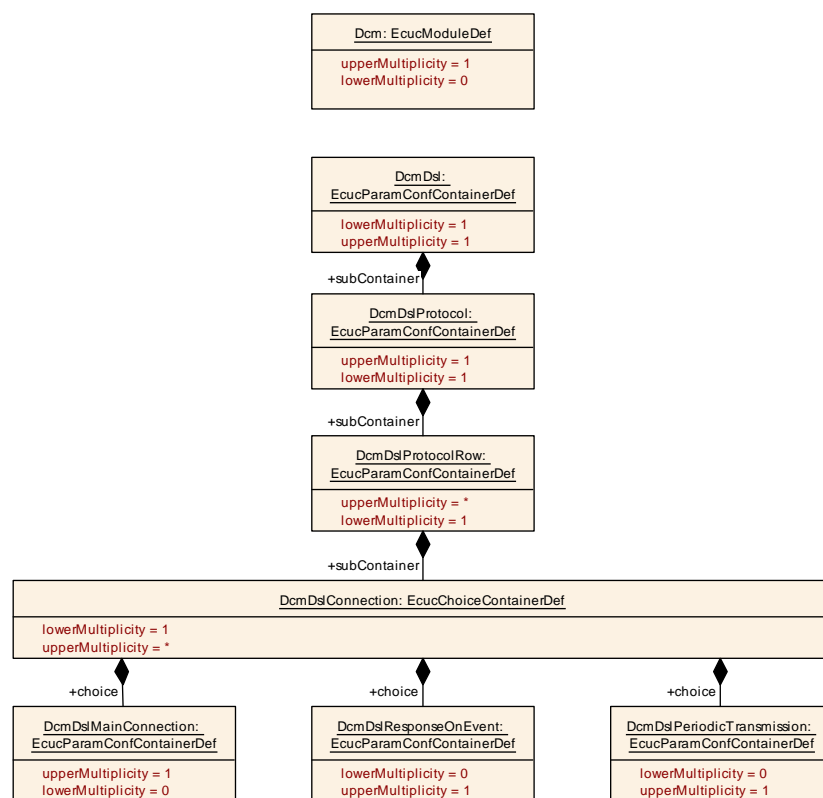 Dcm: EcucModuleDef
upperMultiplicity = 1
lowerMultiplicity = 0
DcmDsl:
EcucParamConfContainerDef
lowerMultiplicity = 1
upperMultiplicity = 1
+subContainer
DcmDslProtocol:
EcucParamConfContainerDef
upperMultiplicity = 1
lowerMultiplicity = 1
+subContainer
DcmDslProtocolRow:
EcucParamConfContainerDef
upperMultiplicity = *
lowerMultiplicity = 1
+subContainer
DcmDslConnection: EcucChoiceContainerDef
lowerMultiplicity = 1
upperMultiplicity = *
+choice
+choice
+choice
DcmDslMainConnection:
EcucParamConfContainerDef
upperMultiplicity = 1
lowerMultiplicity = 0
DcmDslResponseOnEvent:
EcucParamConfContainerDef
lowerMultiplicity = 0
upperMultiplicity = 1
DcmDslPeriodicTransmission:
EcucParamConfContainerDef
lowerMultiplicity = 0
upperMultiplicity = 1